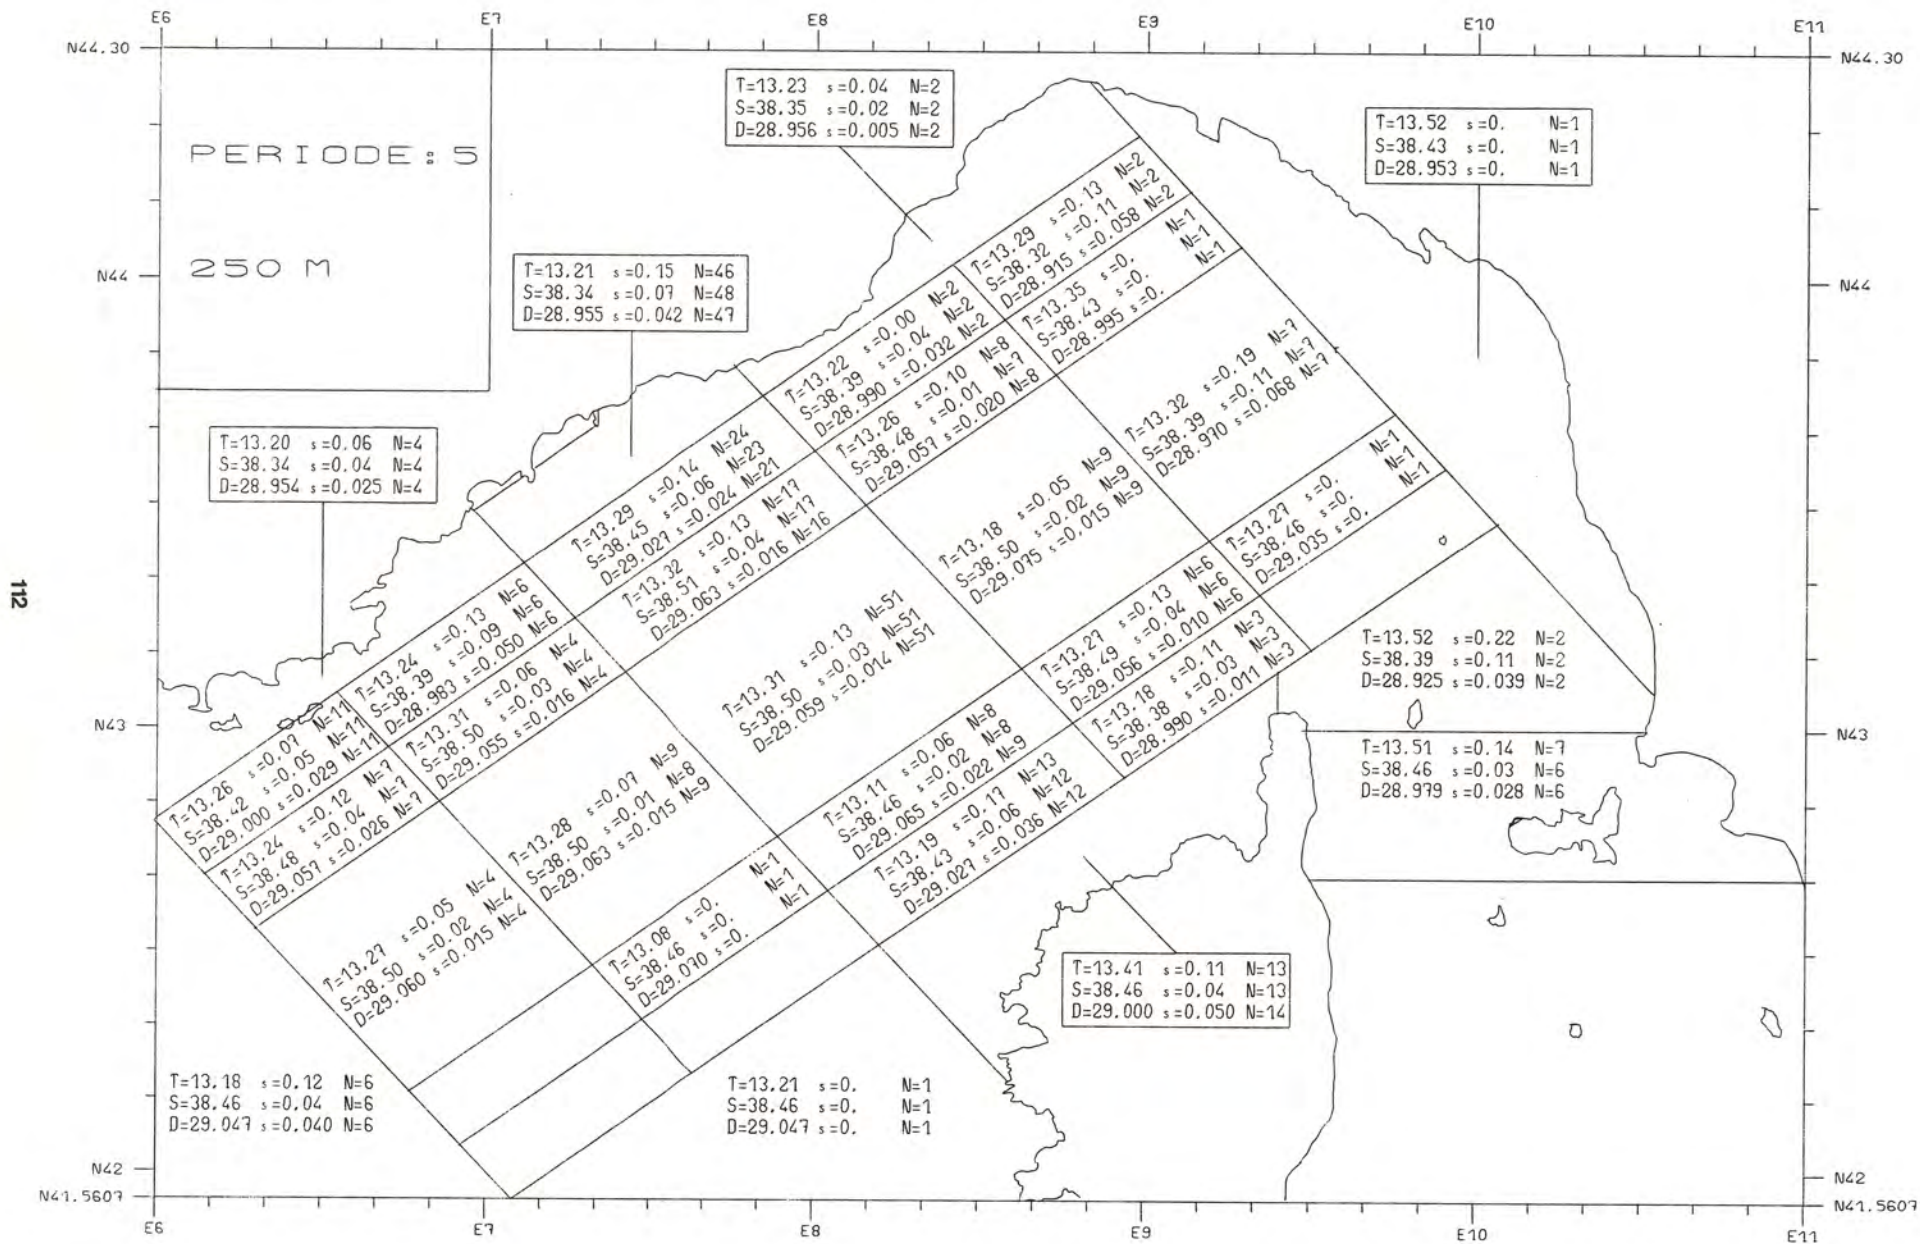 E6 E7 E8 E9 E10 E11
N44.30 N44.30
PERIODE: 5
250 M
T=13.23 s=0.04 N=2
S=38.35 s=0.02 N=2
D=28.956 s=0.005 N=2
T=13.52 s=0. N=1
S=38.43 s=0. N=1
D=28.953 s=0. N=1
T=13.21 s=0.15 N=46
S=38.34 s=0.07 N=48
D=28.955 s=0.042 N=47
N44 N44
T=13.20 s=0.06 N=4
S=38.34 s=0.04 N=4
D=28.954 s=0.025 N=4
T=13.29 s=0.13 N=2
S=38.32 s=0.11 N=2
D=28.915 s=0.058 N=2
T=13.35 s=0. N=1
S=38.43 s=0. N=1
D=28.995 s=0. N=1
T=13.22 s=0.00 N=2
S=38.39 s=0.04 N=2
D=28.990 s=0.032 N=2
T=13.26 s=0.10 N=8
S=38.48 s=0.01 N=7
D=29.057 s=0.020 N=8
T=13.32 s=0.19 N=7
S=38.39 s=0.11 N=7
D=28.970 s=0.068 N=7
T=13.29 s=0.14 N=24
S=38.45 s=0.06 N=23
D=29.027 s=0.024 N=21
T=13.32 s=0.13 N=17
S=38.51 s=0.04 N=17
D=29.063 s=0.016 N=16
T=13.18 s=0.05 N=9
S=38.50 s=0.02 N=9
D=29.075 s=0.015 N=9
T=13.27 s=0. N=1
S=38.46 s=0. N=1
D=29.035 s=0. N=1
T=13.24 s=0.13 N=6
S=38.39 s=0.09 N=6
D=28.983 s=0.050 N=6
T=13.31 s=0.06 N=4
S=38.50 s=0.03 N=4
D=29.055 s=0.016 N=4
T=13.31 s=0.13 N=51
S=38.50 s=0.03 N=51
D=29.059 s=0.014 N=51
T=13.27 s=0.13 N=6
S=38.49 s=0.04 N=6
D=29.056 s=0.010 N=6
T=13.18 s=0.11 N=3
S=38.38 s=0.03 N=3
D=28.990 s=0.011 N=3
T=13.52 s=0.22 N=2
S=38.39 s=0.11 N=2
D=28.925 s=0.039 N=2
112
N43 N43
T=13.51 s=0.14 N=7
S=38.46 s=0.03 N=6
D=28.979 s=0.028 N=6
T=13.26 s=0.07 N=11
S=38.42 s=0.05 N=11
D=29.000 s=0.029 N=11
T=13.24 s=0.12 N=7
S=38.48 s=0.04 N=7
D=29.057 s=0.026 N=7
T=13.28 s=0.07 N=9
S=38.50 s=0.01 N=8
D=29.063 s=0.015 N=9
T=13.11 s=0.06 N=8
S=38.46 s=0.02 N=8
D=29.065 s=0.022 N=9
T=13.19 s=0.17 N=13
S=38.43 s=0.06 N=12
D=29.027 s=0.036 N=12
T=13.27 s=0.05 N=4
S=38.50 s=0.02 N=4
D=29.060 s=0.015 N=4
T=13.08 s=0. N=1
S=38.46 s=0. N=1
D=29.070 s=0. N=1
T=13.41 s=0.11 N=13
S=38.46 s=0.04 N=13
D=29.000 s=0.050 N=14
T=13.18 s=0.12 N=6
S=38.46 s=0.04 N=6
D=29.047 s=0.040 N=6
T=13.21 s=0. N=1
S=38.46 s=0. N=1
D=29.047 s=0. N=1
N42 N42
N41.5607 N41.5607
E6 E7 E8 E9 E10 E11